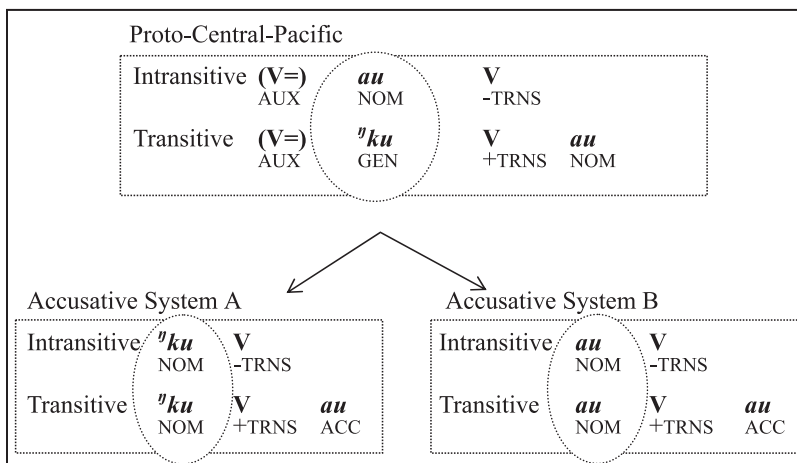 Proto-Central-Pacific
Intransitive (V=) au V
AUX NOM -TRNS
Transitive (V=) ᵑku V au
AUX GEN +TRNS NOM
Accusative System A
Intransitive ᵑku V
NOM -TRNS
Transitive ᵑku V au
NOM +TRNS ACC
Accusative System B
Intransitive au V
NOM -TRNS
Transitive au V au
NOM +TRNS ACC